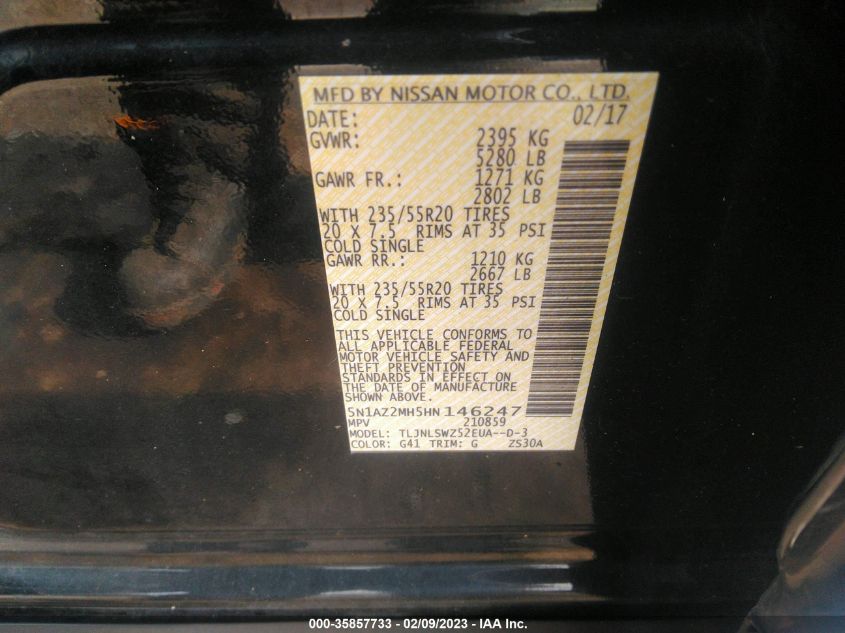 MFD BY NISSAN MOTOR CO., LTD.
DATE: 02/17
GVWR: 2395 KG
5280 LB
GAWR FR.: 1271 KG
2802 LB
WITH 235/55R20 TIRES
20 X 7.5 RIMS AT 35 PSI
COLD SINGLE
GAWR RR.: 1210 KG
2667 LB
WITH 235/55R20 TIRES
20 X 7.5 RIMS AT 35 PSI
COLD SINGLE
THIS VEHICLE CONFORMS TO
ALL APPLICABLE FEDERAL
MOTOR VEHICLE SAFETY AND
THEFT PREVENTION
STANDARDS IN EFFECT ON
THE DATE OF MANUFACTURE
SHOWN ABOVE.
5N1AZ2MH5HN 146247
MPV 210859
MODEL: TLJNLSWZ52EUA--D-3
COLOR: G41 TRIM: G ZS30A
000-35857733 - 02/09/2023 - IAA Inc.